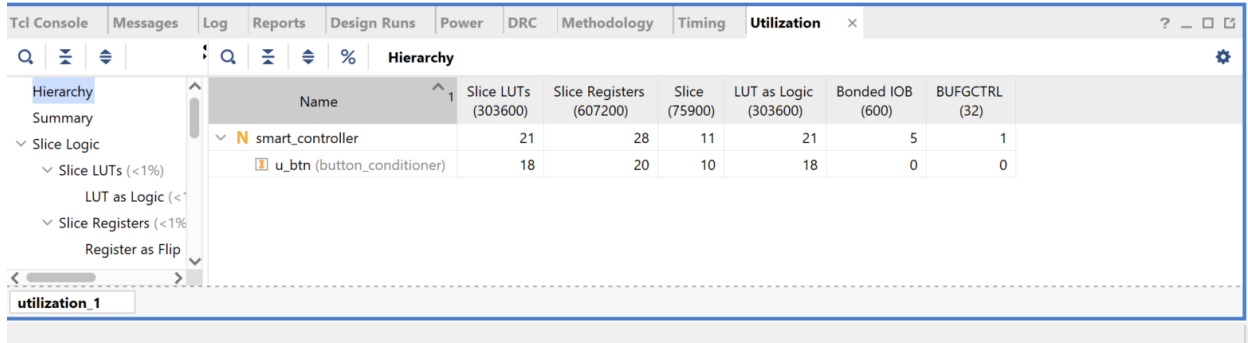 Tcl Console Messages Log Reports Design Runs Power DRC Methodology Timing Utilization × ? _
% Hierarchy
Hierarchy
Summary
Slice Logic
Slice LUTs (<1%)
LUT as Logic (<1
Slice Registers (<1%
Register as Flip
Name 1 Slice LUTs (303600) Slice Registers (607200) Slice (75900) LUT as Logic (303600) Bonded IOB (600) BUFGCTRL (32)
N smart_controller 21 28 11 21 5 1
I u_btn (button_conditioner) 18 20 10 18 0 0
utilization_1